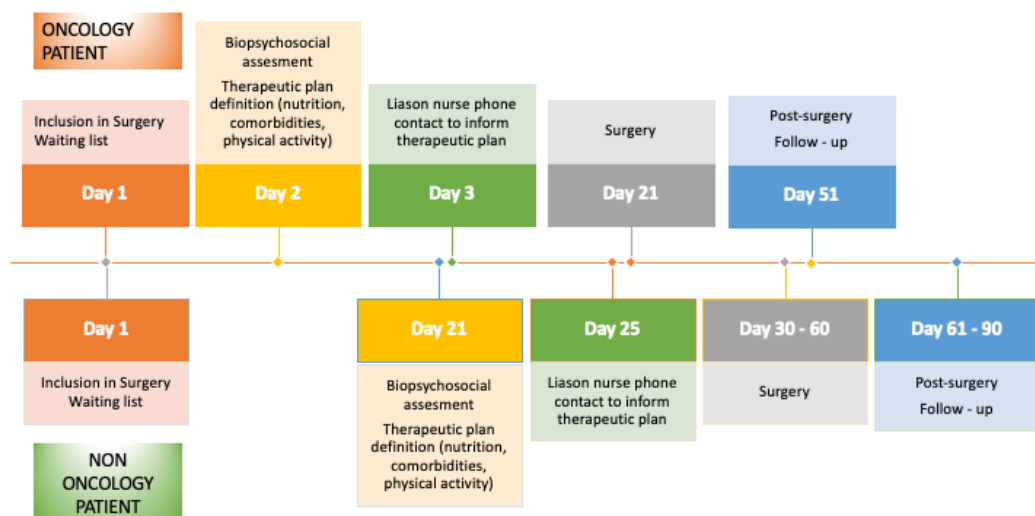 ONCOLOGY
PATIENT
Inclusion in Surgery
Waiting list
Day 1
Biopsychosocial
assesment
Therapeutic plan
definition (nutrition,
comorbidities,
physical activity)
Day 2
Liason nurse phone
contact to inform
therapeutic plan
Day 3
Surgery
Day 21
Post-surgery
Follow - up
Day 51
Day 1
Inclusion in Surgery
Waiting list
Day 21
Biopsychosocial
assesment
Therapeutic plan
definition (nutrition,
comorbidities,
physical activity)
Day 25
Liason nurse phone
contact to inform
therapeutic plan
Day 30 - 60
Surgery
Day 61 - 90
Post-surgery
Follow - up
NON
ONCOLOGY
PATIENT